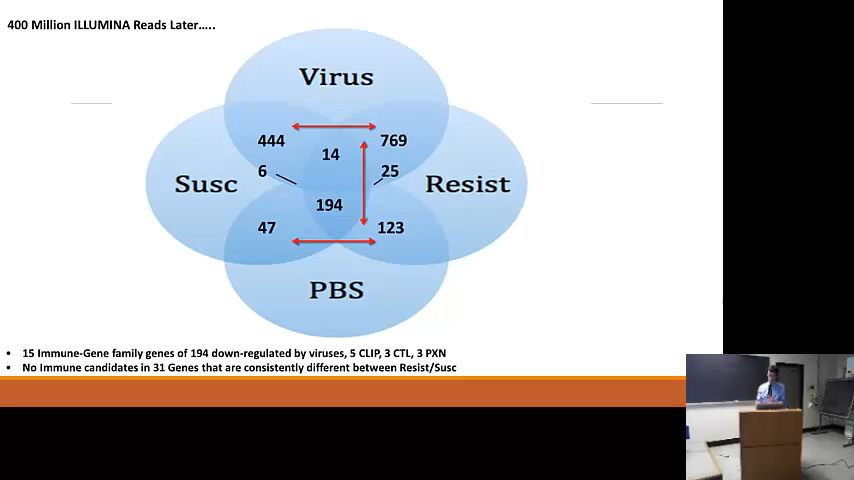 400 Million ILLUMINA Reads Later…..
Virus
444
769
14
6
25
Susc
Resist
194
47
123
PBS
• 15 Immune-Gene family genes of 194 down-regulated by viruses, 5 CLIP, 3 CTL, 3 PXN
• No Immune candidates in 31 Genes that are consistently different between Resist/Susc